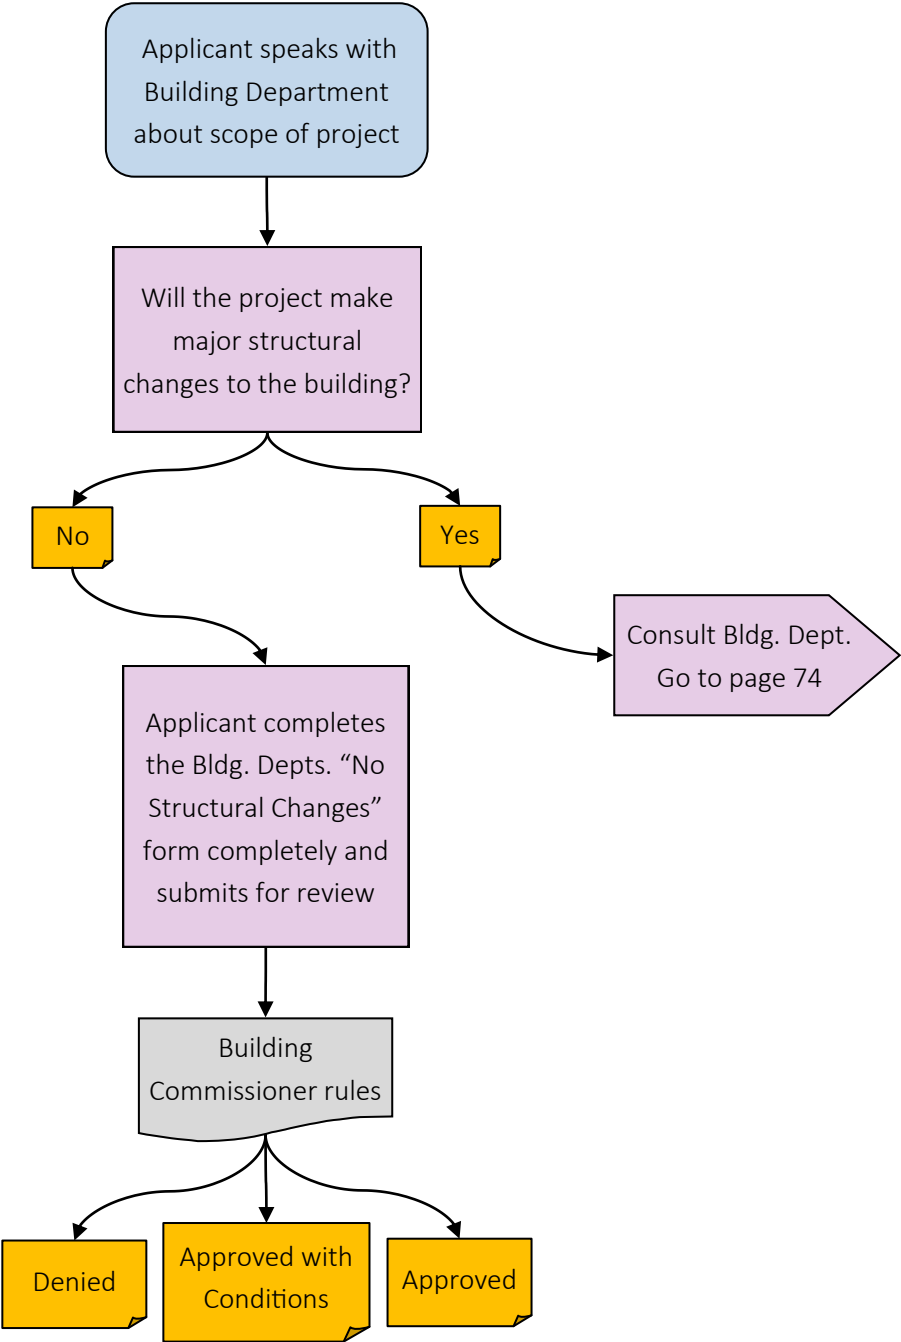 Applicant speaks with
Building Department
about scope of project
Will the project make
major structural
changes to the building?
No
Yes
Consult Bldg. Dept.
Go to page 74
Applicant completes
the Bldg. Depts. “No
Structural Changes”
form completely and
submits for review
Building
Commissioner rules
Denied
Approved with
Conditions
Approved